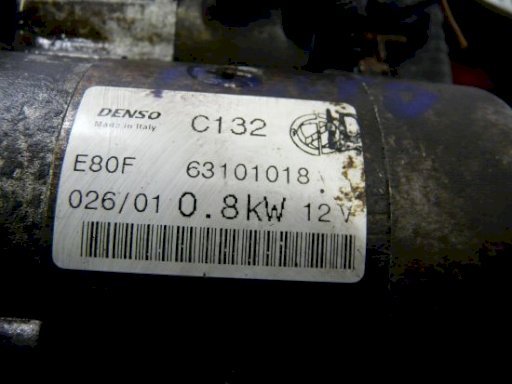 DENSO
Made in Italy
C132
E80F 63101018
026/01 0.8kW 12V